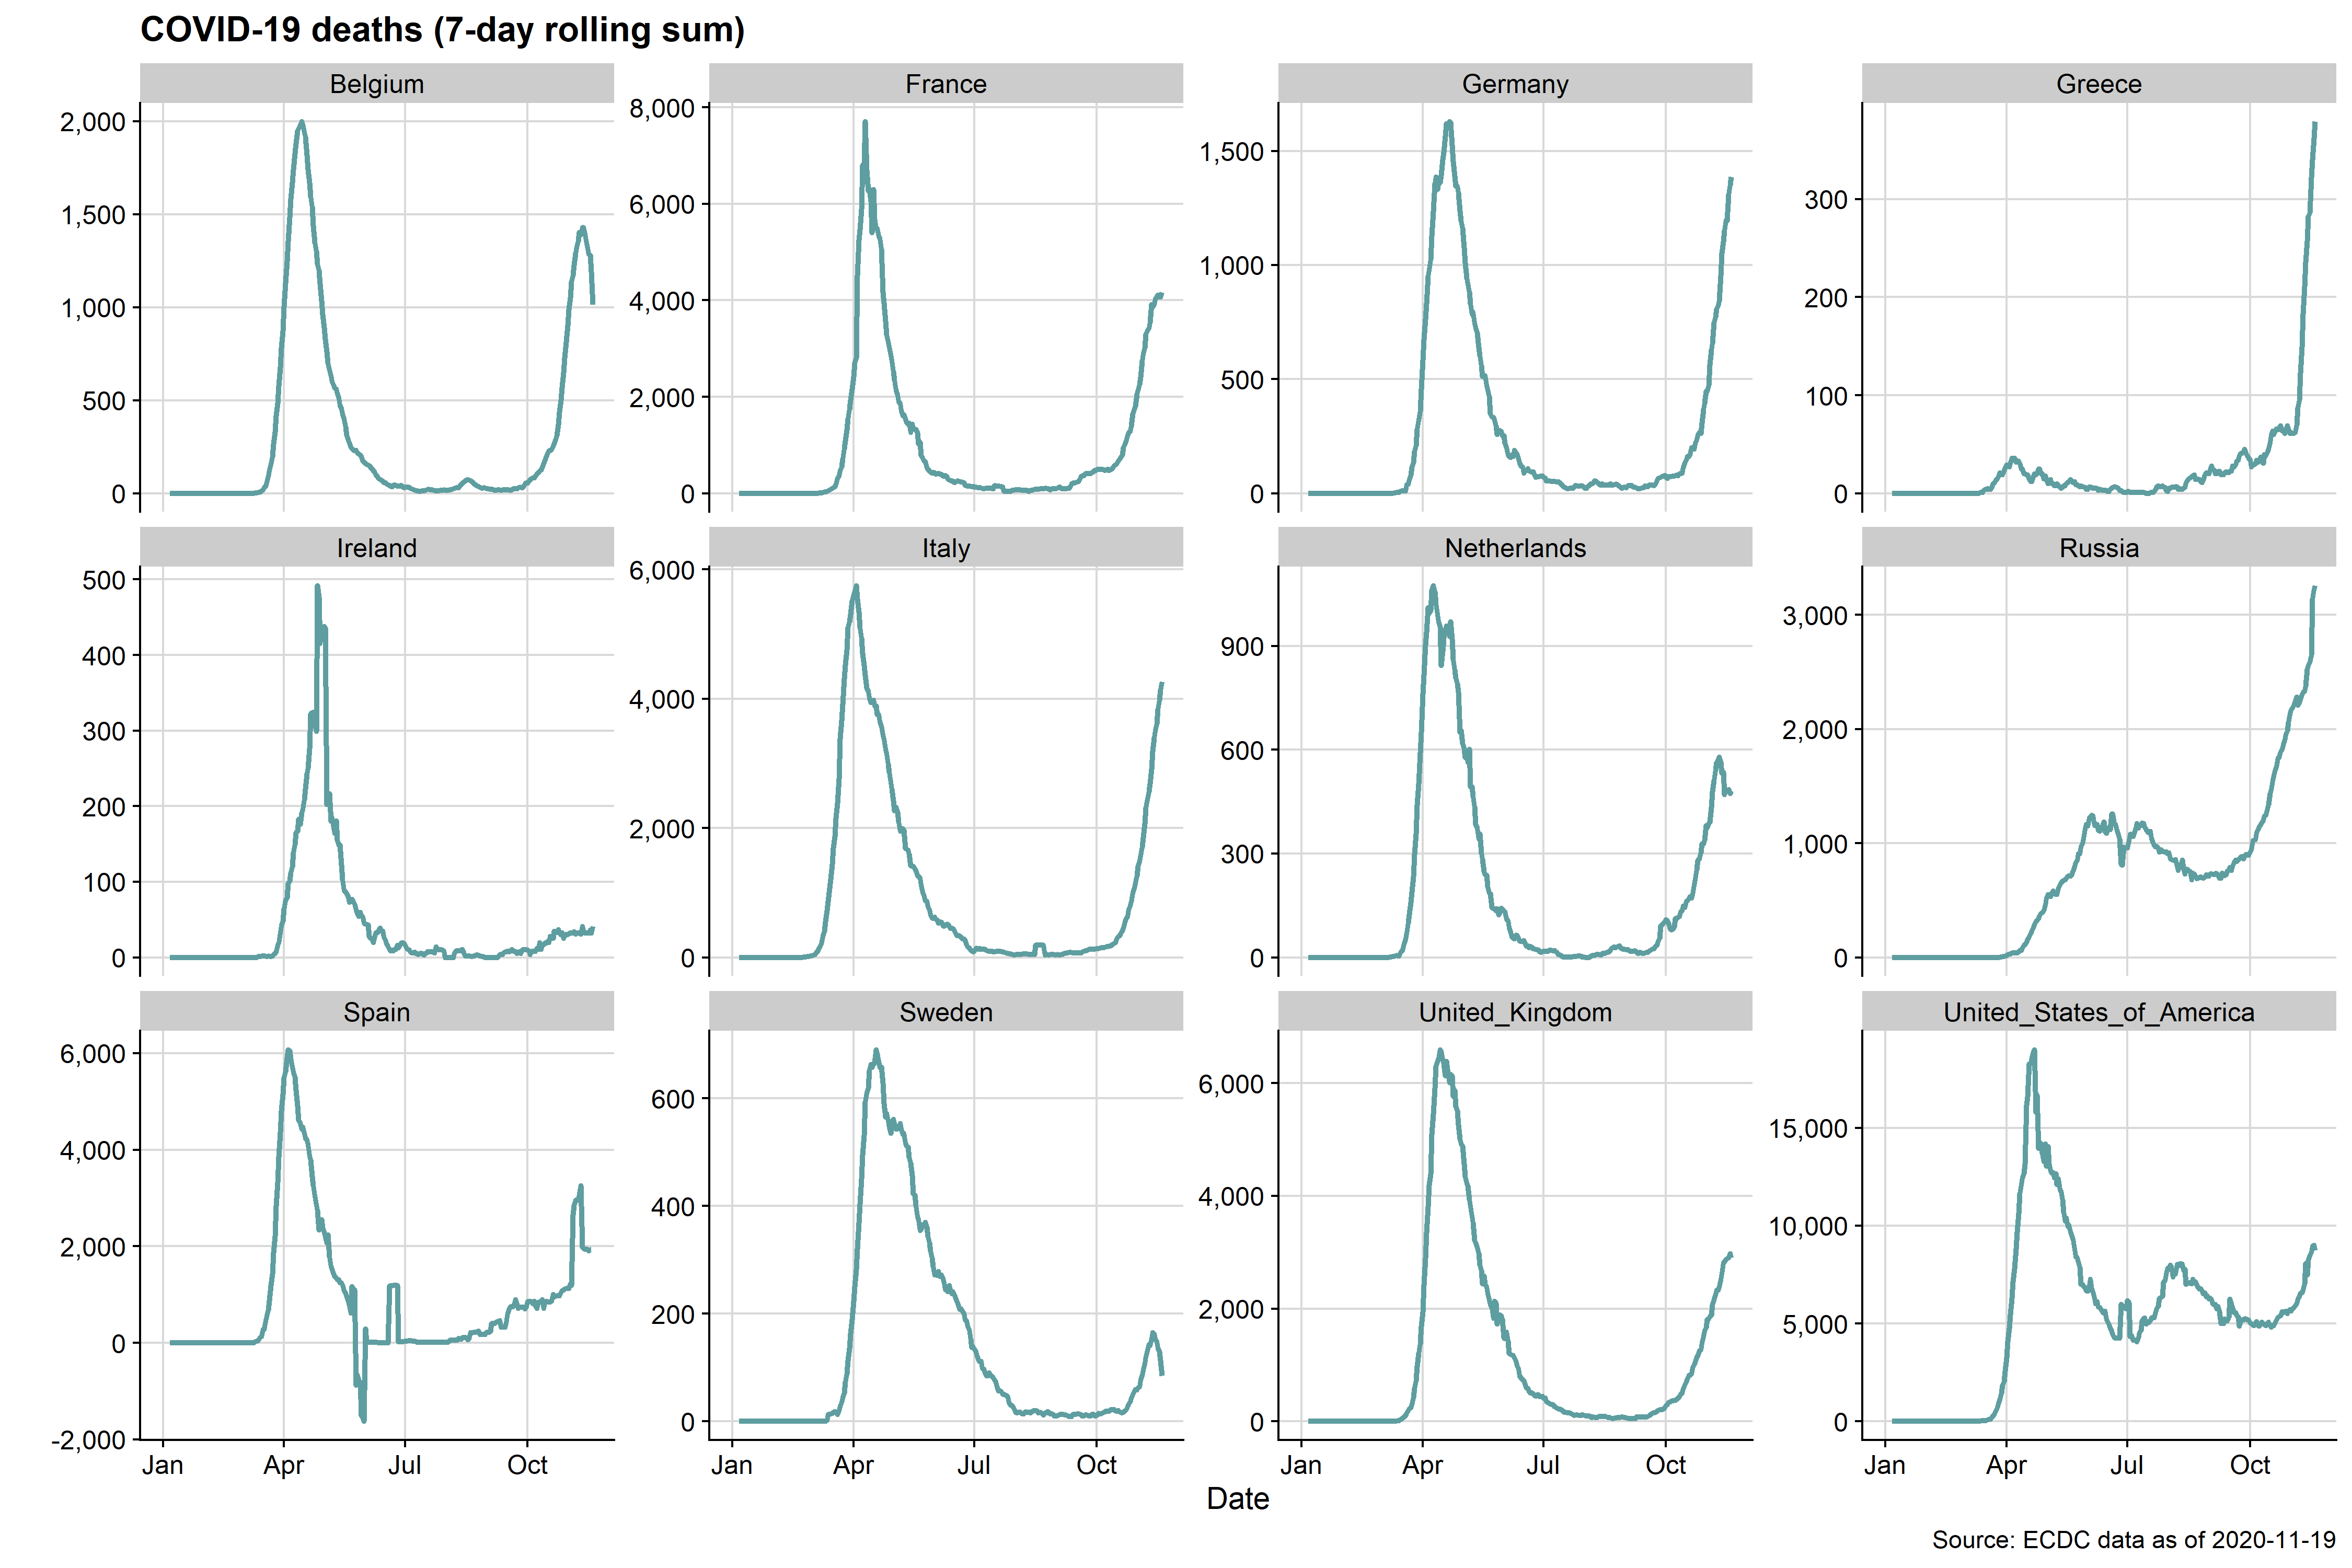 COVID-19 deaths (7-day rolling sum)
Belgium
France
Germany
Greece
2,000
1,500
1,000
500
0
8,000
6,000
4,000
2,000
0
1,500
1,000
500
0
300
200
100
0
Ireland
Italy
Netherlands
Russia
500
400
300
200
100
0
6,000
4,000
2,000
0
900
600
300
0
3,000
2,000
1,000
0
Spain
Sweden
United_Kingdom
United_States_of_America
6,000
4,000
2,000
0
-2,000
600
400
200
0
6,000
4,000
2,000
0
15,000
10,000
5,000
0
Jan Apr Jul Oct
Jan Apr Jul Oct
Jan Apr Jul Oct
Jan Apr Jul Oct
Date
Source: ECDC data as of 2020-11-19